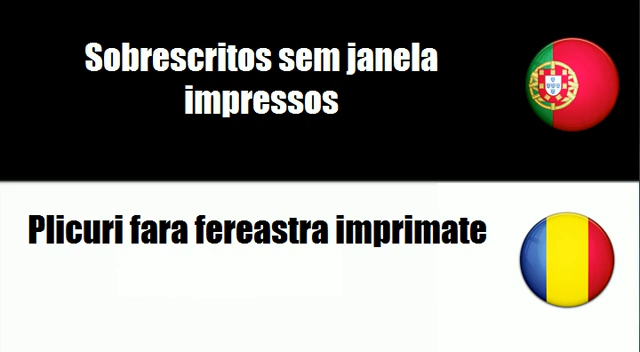 Sobrescritos sem janela
impressos
Plicuri fara fereastra imprimate